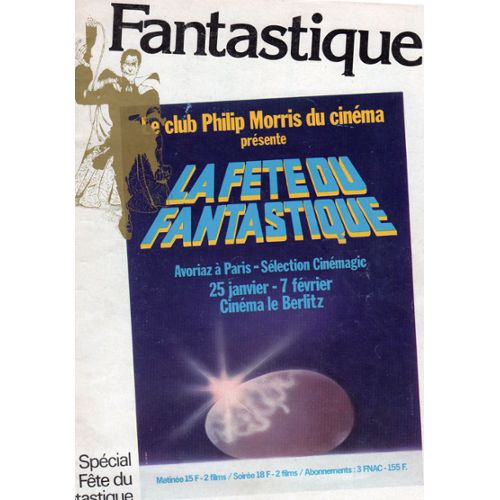 Fantastique
Le club Philip Morris du cinéma
présente
LA FETE DU
FANTASTIQUE
Avoriaz à Paris - Sélection Cinémagic
25 janvier - 7 février
Cinéma le Berlitz
Matinée 15 F - 2 films / Soirée 18 F - 2 films / Abonnements : 3 FNAC - 155 F.
Spécial
Fête du
tastique